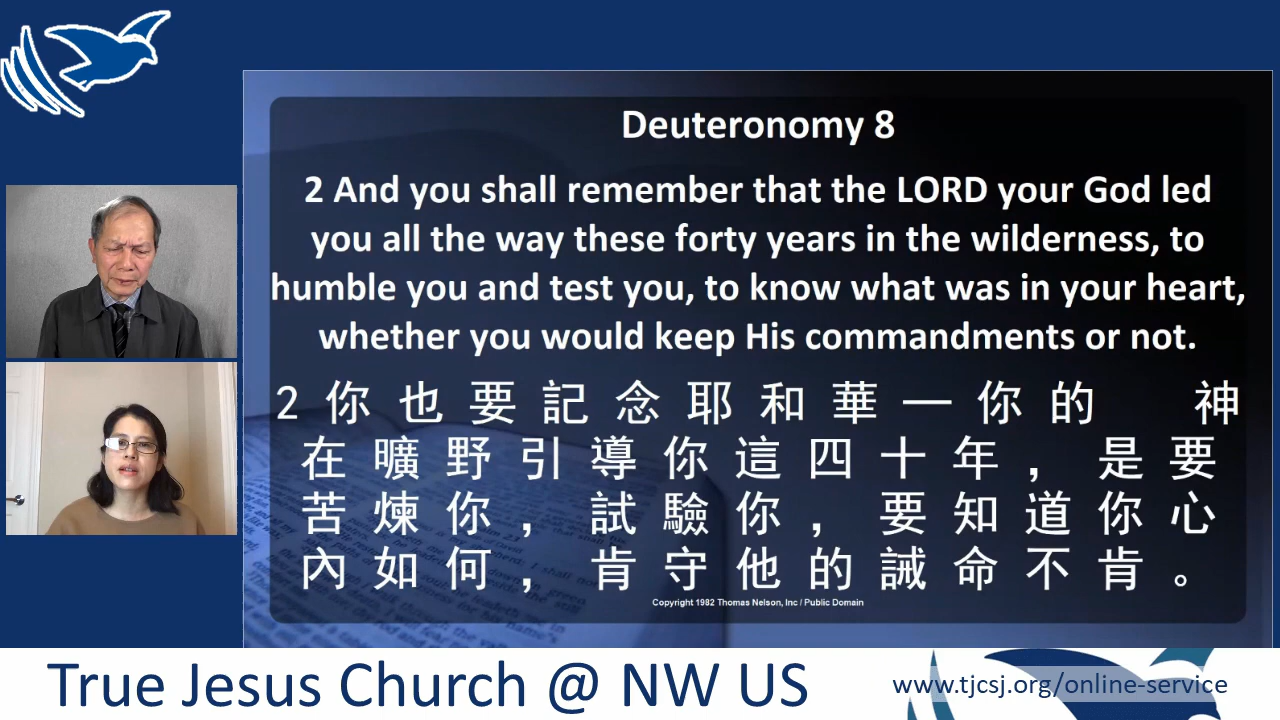 Deuteronomy 8
2 And you shall remember that the LORD your God led
you all the way these forty years in the wilderness, to
humble you and test you, to know what was in your heart,
whether you would keep His commandments or not.
2 你也要記念耶和華—你的 神
在曠野引導你這四十年，是要
苦煉你，試驗你，要知道你心
內如何，肯守他的誡命不肯。
Copyright 1982 Thomas Nelson, Inc / Public Domain
True Jesus Church @ NW US
www.tjcsj.org/online-service